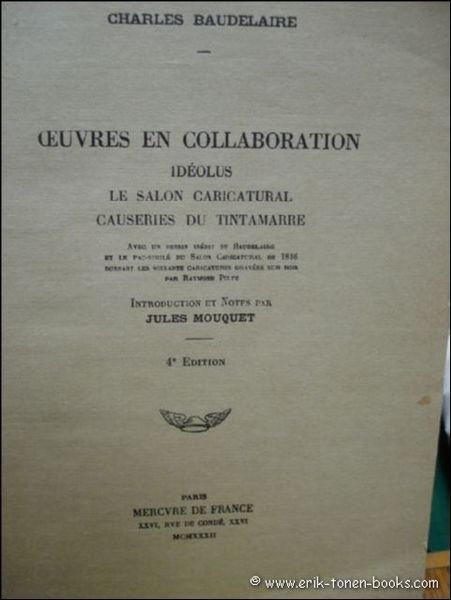 CHARLES BAUDELAIRE
—
ŒUVRES EN COLLABORATION
IDÉOLUS
LE SALON CARICATURAL
CAUSERIES DU TINTAMARRE
AVEC UN DESSIN INÉDIT DE BAUDELAIRE
ET LE FAC-SIMILÉ DU SALON CARICATURAL DE 1846
DONNANT LES SOIXANTE CARICATURES GRAVÉES SUR BOIS
PAR RAYMOND PELEZ
INTRODUCTION ET NOTES PAR
JULES MOUQUET
4e EDITION
PARIS
MERCVRE DE FRANCE
XXVI, RVE DE CONDÉ, XXVI
MCMXXXII
© www.erik-tonen-books.com